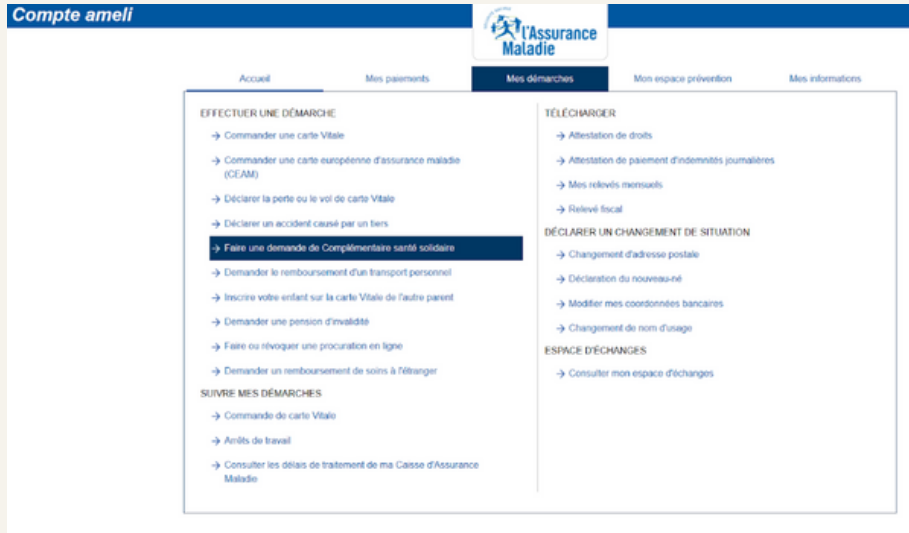 Compte ameli
l'Assurance
Maladie
Accueil
Mes paiements
Mes démarches
Mon espace prévention
Mes informations
EFFECTUER UNE DÉMARCHE
→ Commander une carte Vitale
→ Commander une carte européenne d'assurance maladie
(CEAM)
→ Déclarer la perte ou le vol de carte Vitale
→ Déclarer un accident causé par un tiers
→ Faire une demande de Complémentaire santé solidaire
→ Demander le remboursement d'un transport personnel
→ Inscrire votre enfant sur la carte Vitale de l'autre parent
→ Demander une pension d'invalidité
→ Faire ou révoquer une procuration en ligne
→ Demander un remboursement de soins à l'étranger
SUIVRE MES DÉMARCHES
→ Commande de carte Vitale
→ Arrêts de travail
→ Consulter les délais de traitement de ma Caisse d'Assurance
Maladie
TÉLÉCHARGER
→ Attestation de droits
→ Attestation de paiement d'indemnités journalières
→ Mes relevés mensuels
→ Relevé fiscal
DÉCLARER UN CHANGEMENT DE SITUATION
→ Changement d'adresse postale
→ Déclaration du nouveau-né
→ Modifier mes coordonnées bancaires
→ Changement de nom d'usage
ESPACE D'ÉCHANGES
→ Consulter mon espace d'échanges